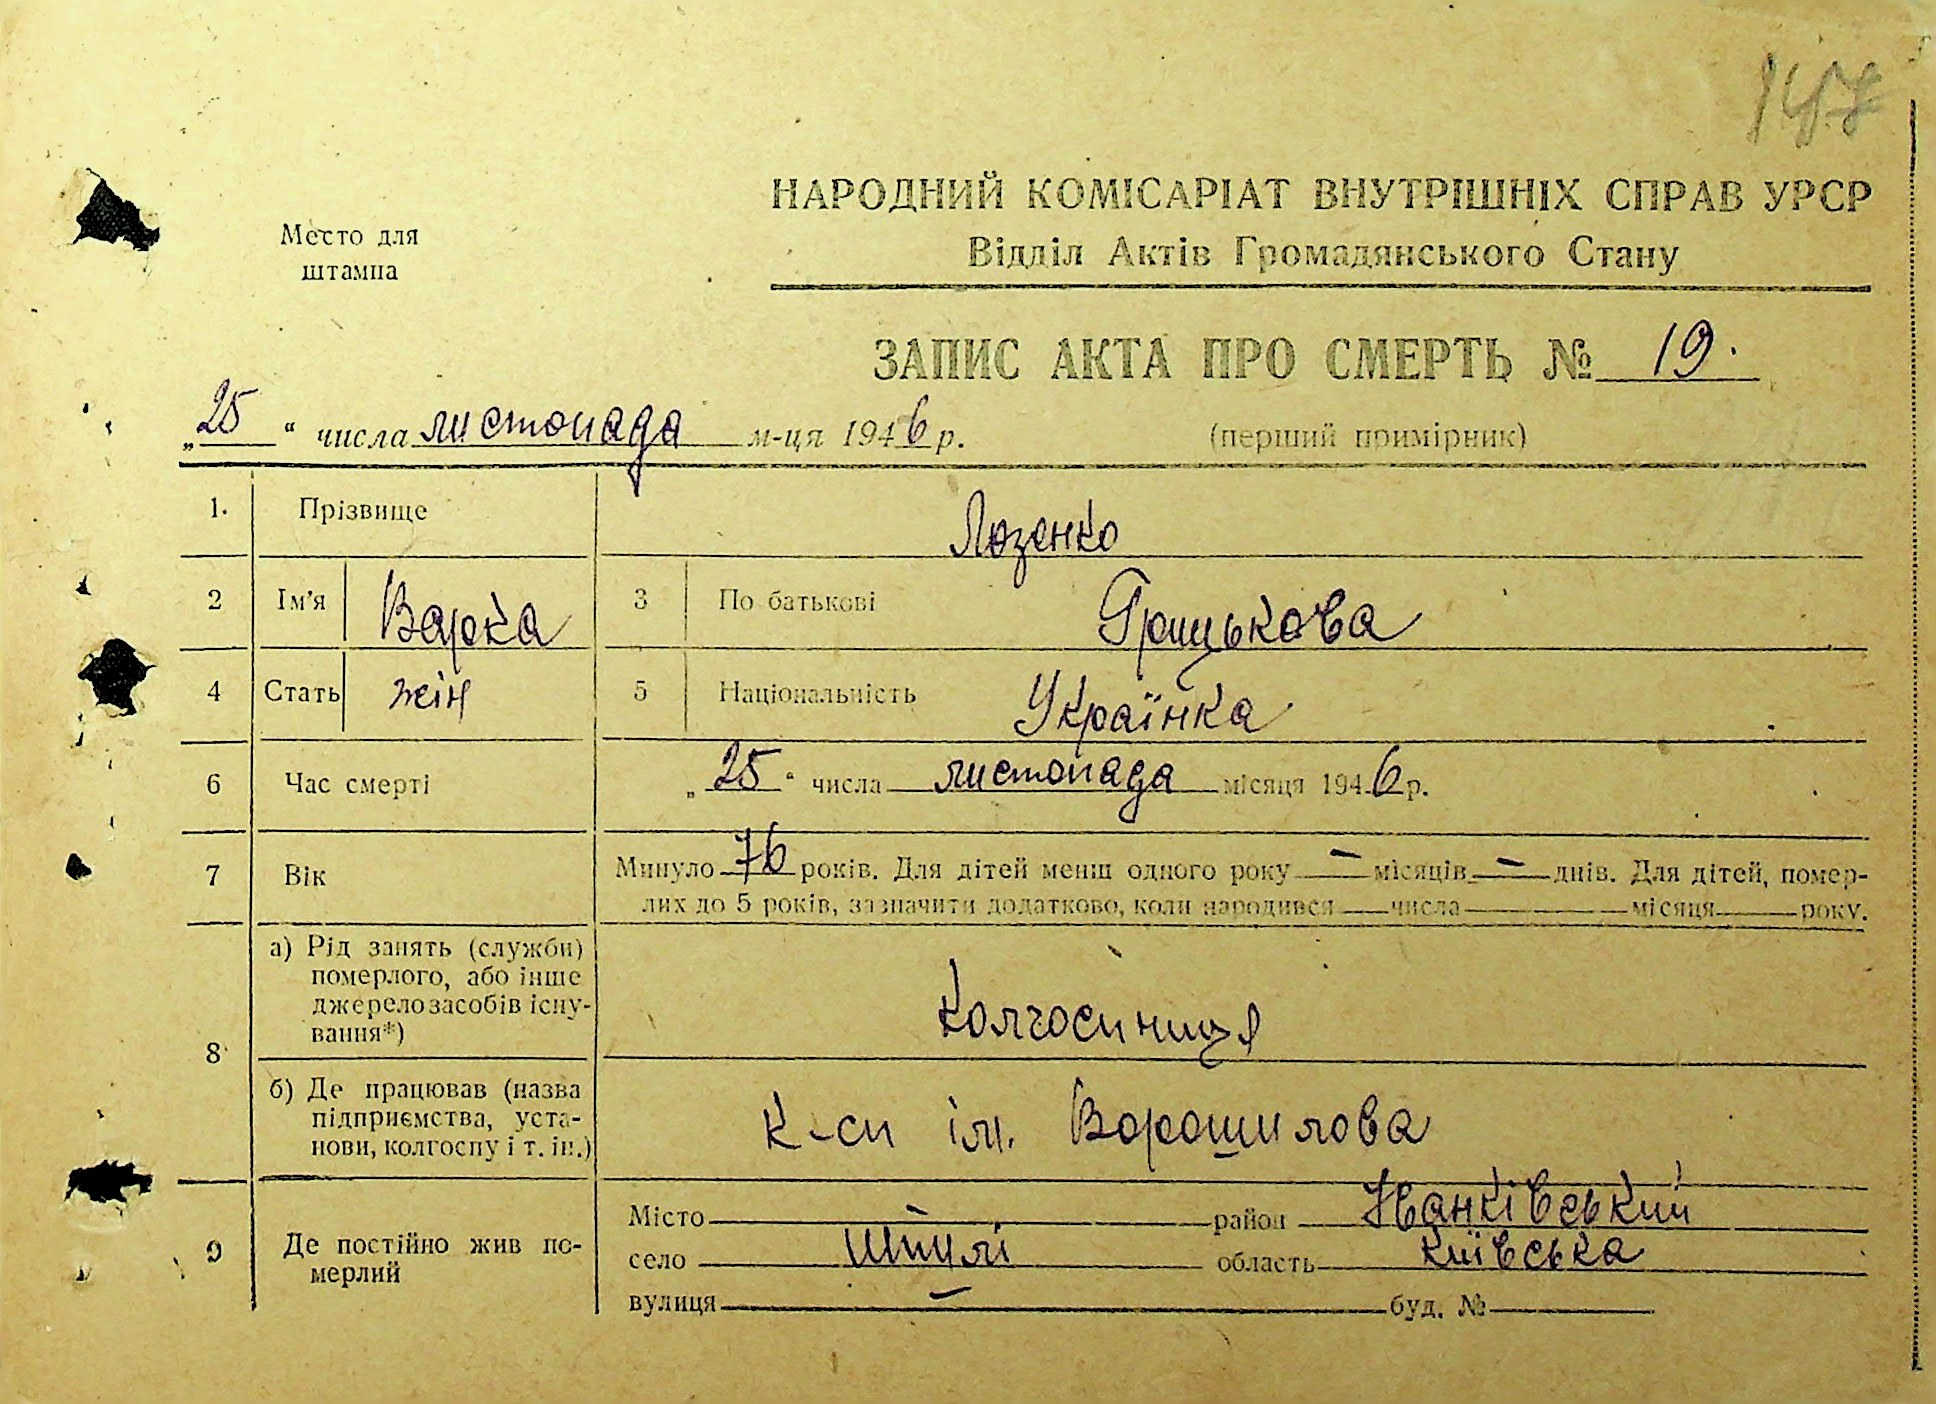 147
НАРОДНИЙ КОМІСАРІАТ ВНУТРІШНІХ СПРАВ УРСР
Відділ Актів Громадянського Стану
Место для
штампа
ЗАПИС АКТА ПРО СМЕРТЬ № 19.
„25“ числа листопада м-ця 1946 р.
(перший примірник)
1. Прізвище Лозенко
2 Ім'я Варка 3 По батькові Грицькова
4 Стать жін 5 Національність Українка
6 Час смерті „25“ числа листопада місяця 1946 р.
7 Вік Минуло 76 років. Для дітей менш одного року — місяців — днів. Для дітей, помер-
лих до 5 років, зазначити додатково, коли народився числа місяця року.
8 а) Рід занять (служби)
померлого, або інше
джерело засобів існу-
вання*)
Колгоспниця
б) Де працював (назва
підприємства, уста-
нови, колгоспу і т. ін.)
к-сп ім. Ворошилова
9 Де постійно жив по-
мерлий
Місто — район Іванківський
село Шпилі область Київська
вулиця — буд. №